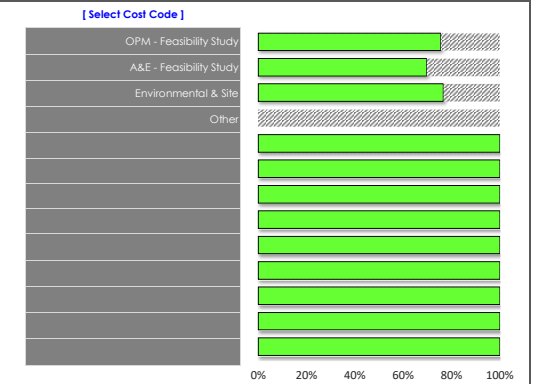 [ Select Cost Code ]
OPM - Feasibility Study
A&E - Feasibility Study
Environmental & Site
Other
0% 20% 40% 60% 80% 100%